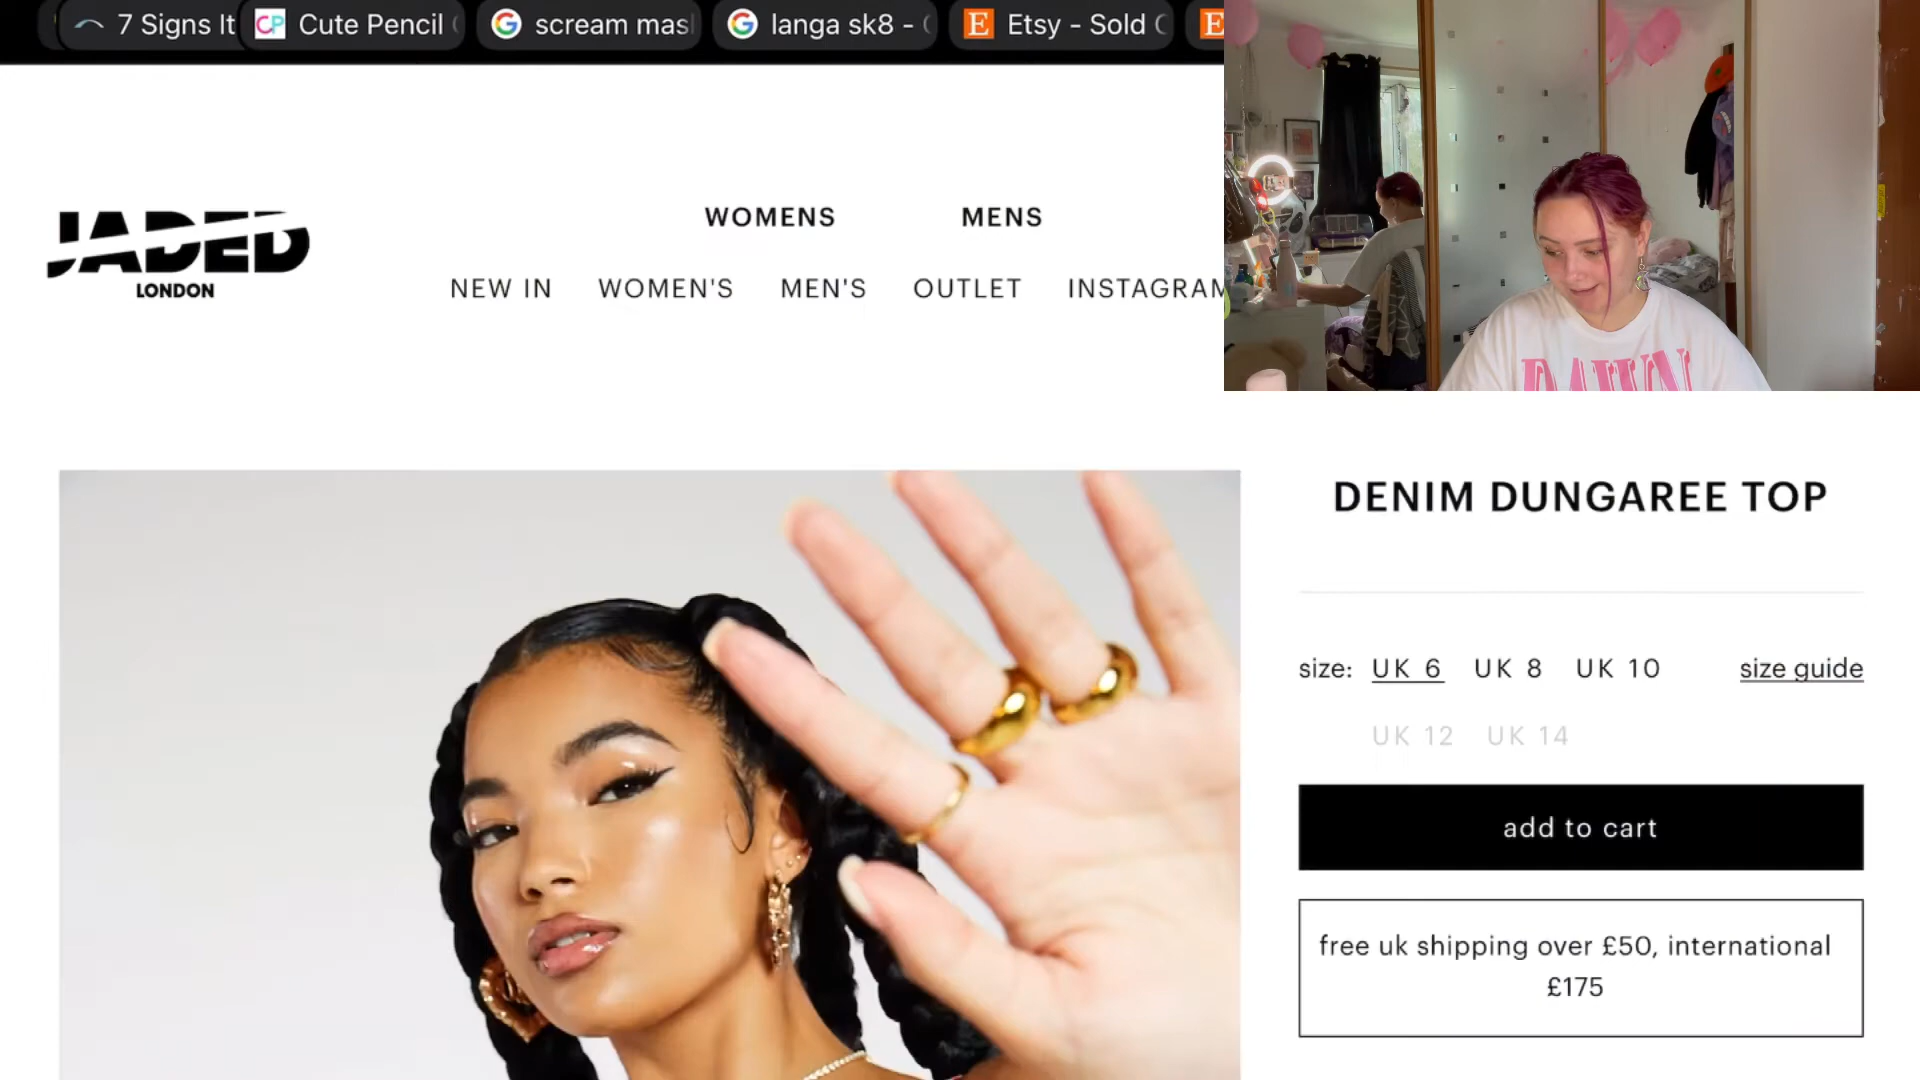 7 Signs It
CP Cute Pencil
scream mas
langa sk8 -
E Etsy - Sold
E
JADED
LONDON
WOMENS MENS
NEW IN WOMEN'S MEN'S OUTLET INSTAGRAM
DENIM DUNGAREE TOP
size: UK 6 UK 8 UK 10 size guide
UK 12 UK 14
add to cart
free uk shipping over £50, international
£175